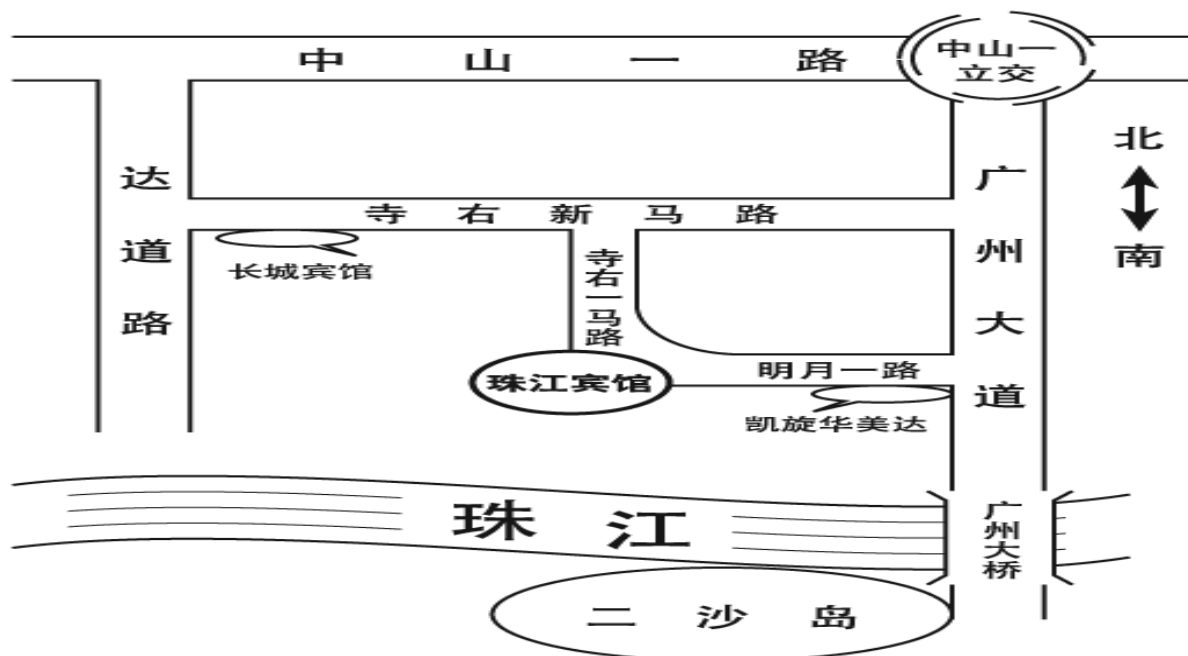 中山一路
中山一
立交
北
达道路
广州大道
寺右新马路
南
长城宾馆
寺右一马路
明月一路
珠江宾馆
凯旋华美达
珠江
广州大桥
二沙岛